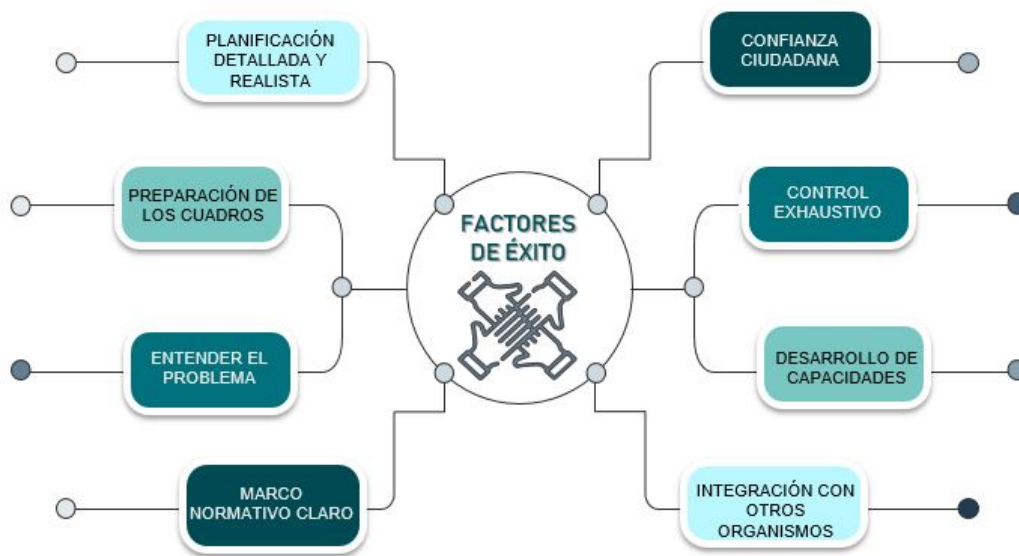 PLANIFICACIÓN
DETALLADA Y
REALISTA
CONFIANZA
CIUDADANA
PREPARACIÓN DE
LOS CUADROS
CONTROL
EXHAUSTIVO
FACTORES
DE ÉXITO
ENTENDER EL
PROBLEMA
DESARROLLO DE
CAPACIDADES
MARCO
NORMATIVO CLARO
INTEGRACIÓN CON
OTROS
ORGANISMOS